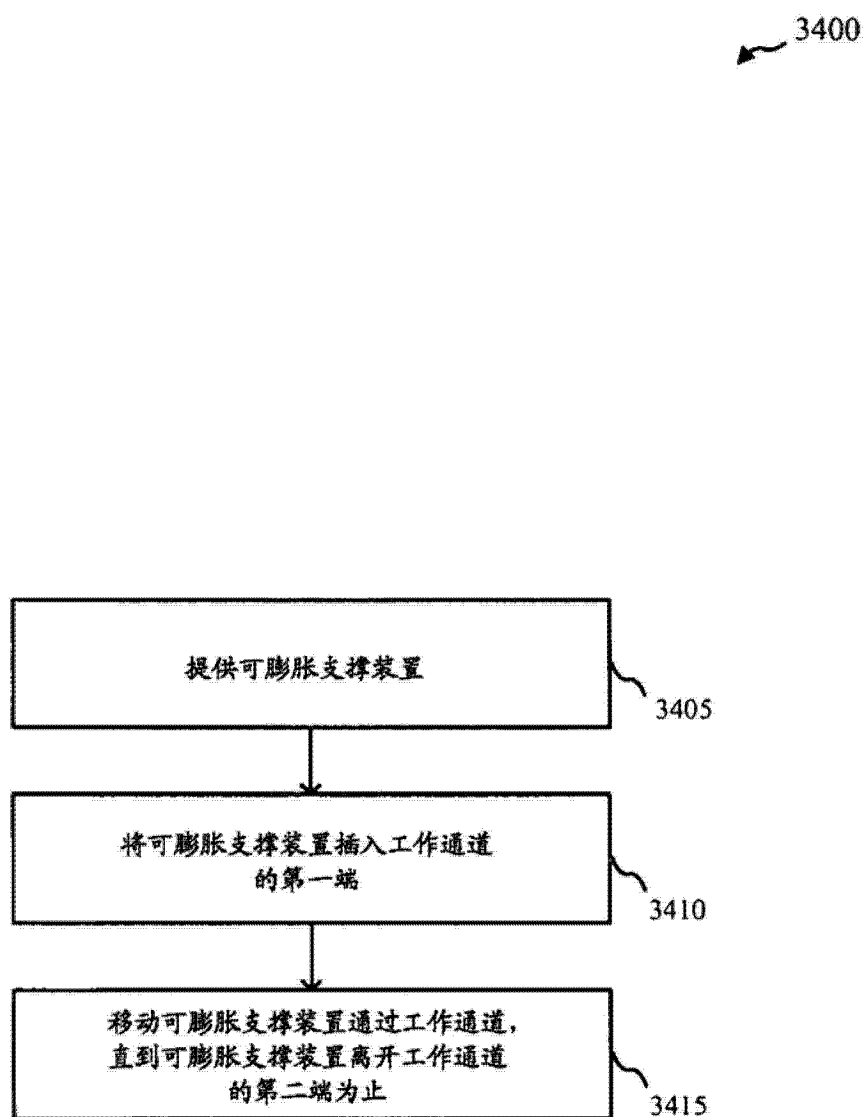 3400
提供可膨胀支撑装置
3405
将可膨胀支撑装置插入工作通道
的第一端
3410
移动可膨胀支撑装置通过工作通道，
直到可膨胀支撑装置离开工作通道
的第二端为止
3415